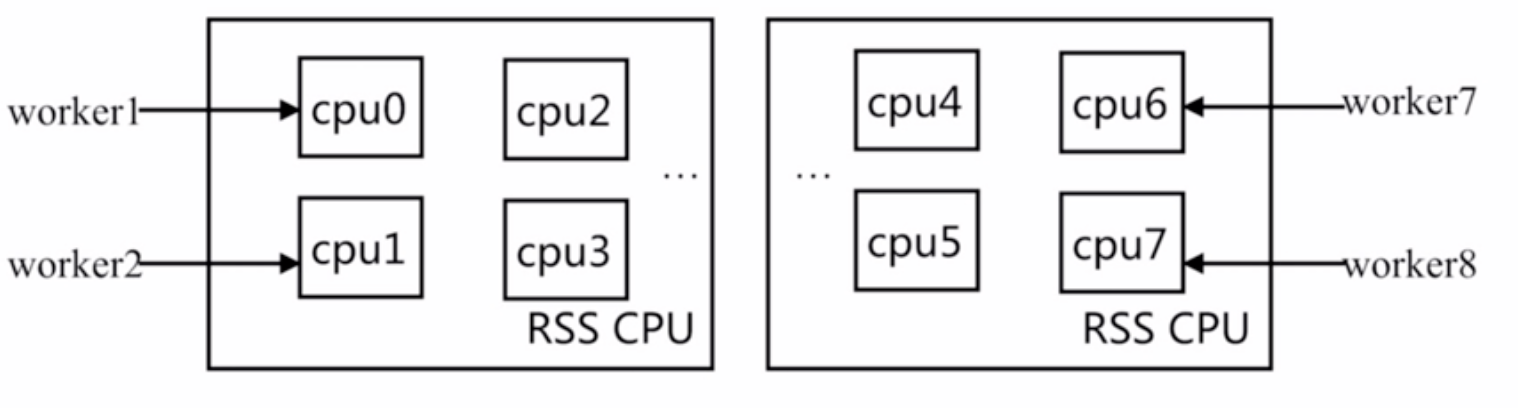 worker1
cpu0
cpu2
cpu4
cpu6
worker7
...
...
worker2
cpu1
cpu3
cpu5
cpu7
worker8
RSS CPU
RSS CPU